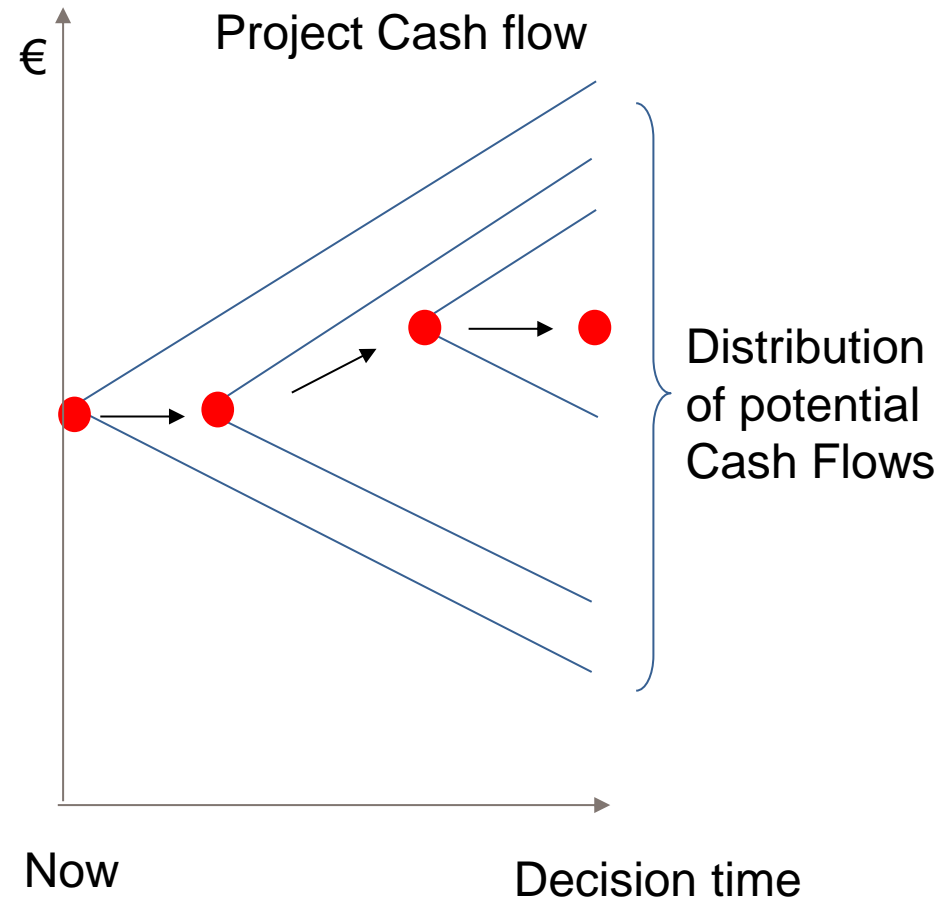 Project Cash flow
€
Distribution
of potential
Cash Flows
Now
Decision time